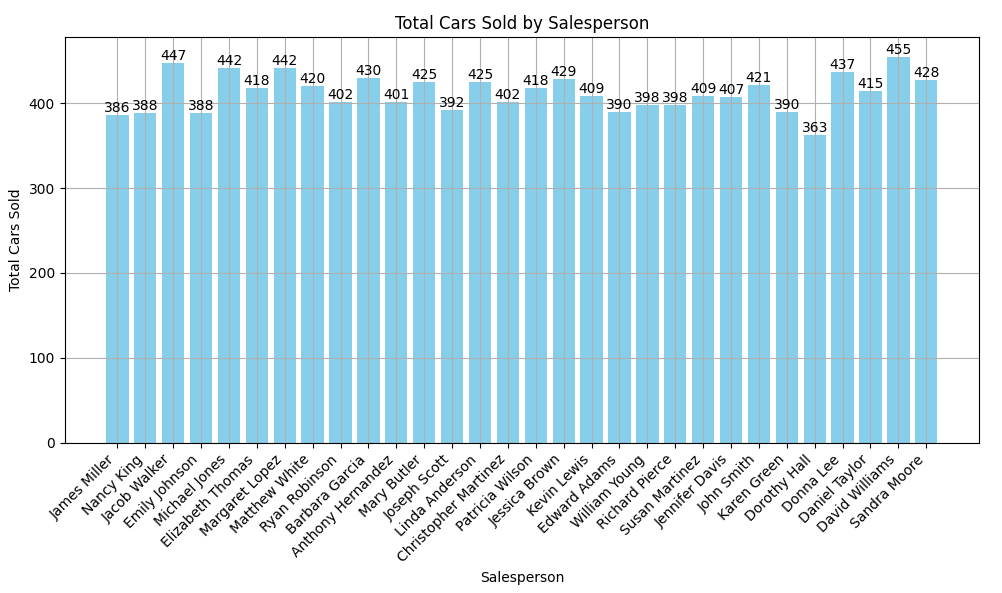 Total Cars Sold by Salesperson
Total Cars Sold
400
300
200
100
0
386
388
447
388
442
418
442
420
402
430
401
425
392
425
402
418
429
409
390
398
398
409
407
421
390
363
437
415
455
428
James Miller
Nancy King
Jacob Walker
Emily Johnson
Michael Jones
Elizabeth Thomas
Margaret Lopez
Matthew White
Ryan Robinson
Barbara Garcia
Anthony Hernandez
Mary Butler
Joseph Scott
Linda Anderson
Christopher Martinez
Patricia Wilson
Jessica Brown
Kevin Lewis
Edward Adams
William Young
Richard Pierce
Susan Martinez
Jennifer Davis
John Smith
Karen Green
Dorothy Hall
Donna Lee
Daniel Taylor
David Williams
Sandra Moore
Salesperson